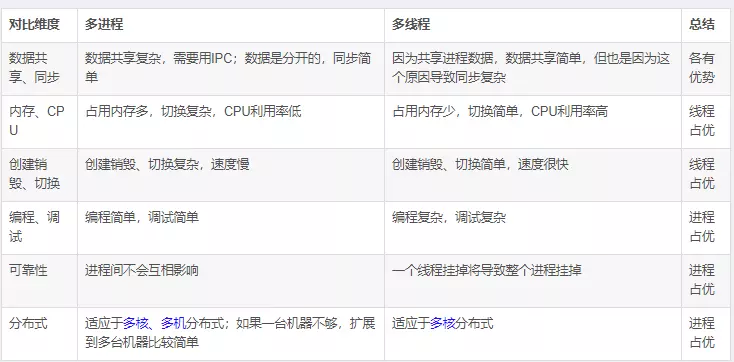 对比维度 多进程 多线程 总结
数据共 数据共享复杂，需要用IPC；数据是分开的，同步简 因为共享进程数据，数据共享简单，但也是因为这 各有
享、同步 单 个原因导致同步复杂 优势
内存、CP 占用内存多，切换复杂，CPU利用率低 占用内存少，切换简单，CPU利用率高 线程
U 占优
创建销 创建销毁、切换复杂，速度慢 创建销毁、切换简单，速度很快 线程
毁、切换 占优
编程、调 编程简单，调试简单 编程复杂，调试复杂 进程
试 占优
可靠性 进程间不会互相影响 一个线程挂掉将导致整个进程挂掉 进程
占优
分布式 适应于多核、多机分布式；如果一台机器不够，扩展 适应于多核分布式 进程
到多台机器比较简单 占优